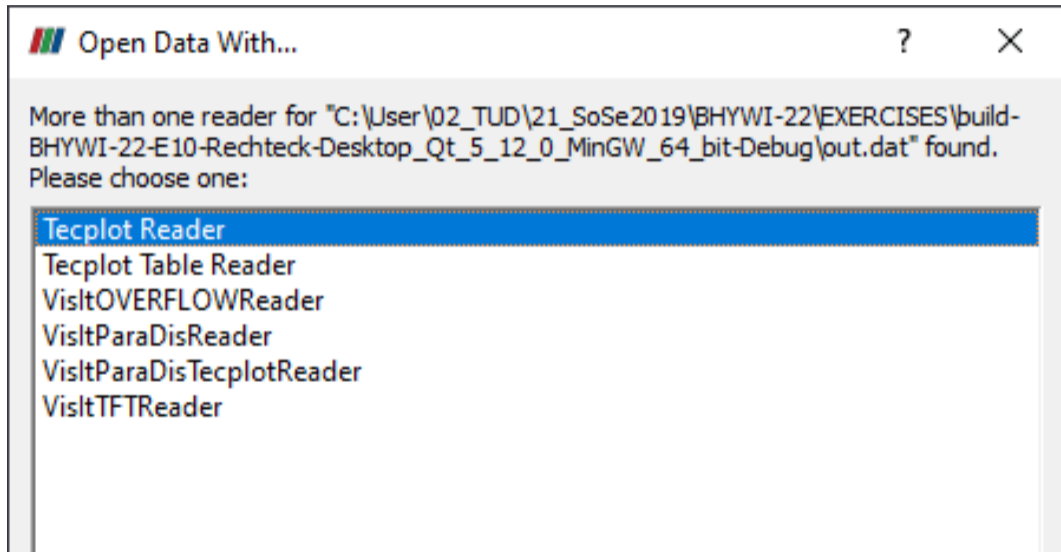 Open Data With...
?
More than one reader for "C:\User\02_TUD\21_SoSe2019\BHYWI-22\EXERCISES\build-
BHYWI-22-E10-Rechteck-Desktop_Qt_5_12_0_MinGW_64_bit-Debug\out.dat" found.
Please choose one:
Tecplot Reader
Tecplot Table Reader
VisItOVERFLOWReader
VisItParaDisReader
VisItParaDisTecplotReader
VisItTFTReader